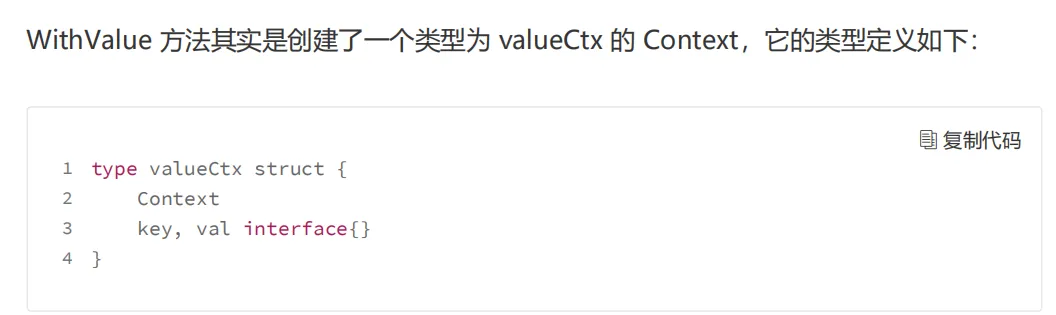 WithValue 方法其实是创建了一个类型为 valueCtx 的 Context，它的类型定义如下：
复制代码
1 type valueCtx struct {
2     Context
3     key, val interface{}
4 }